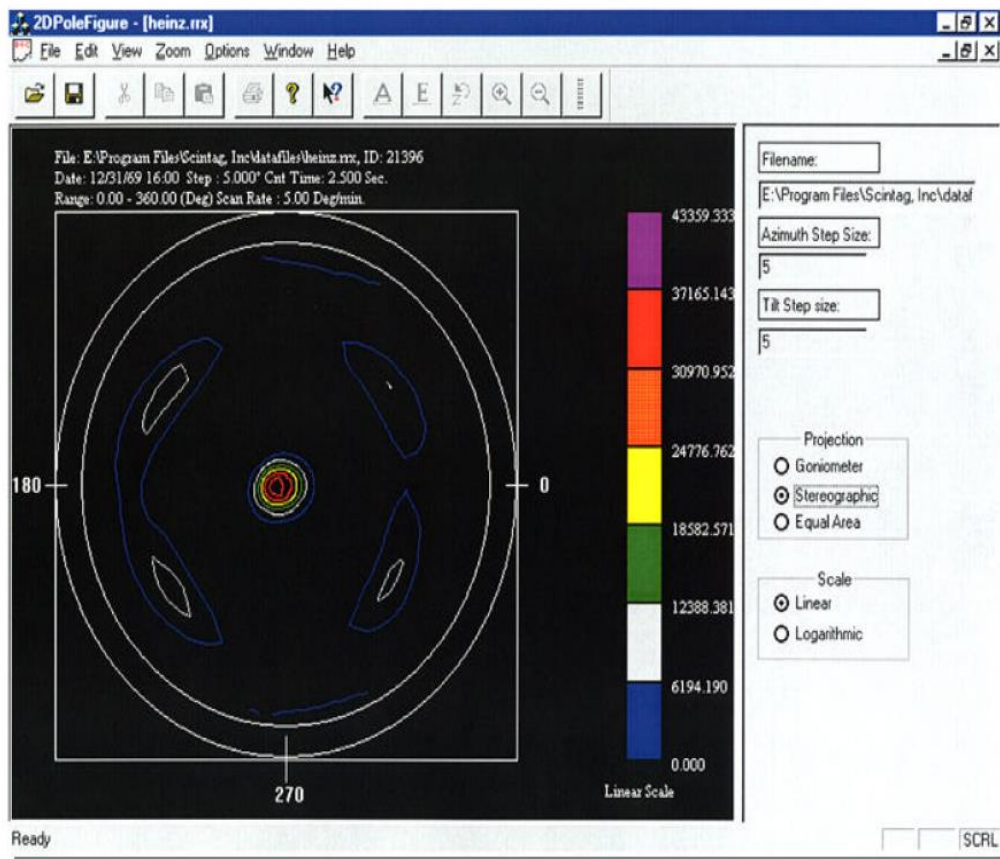 2DPoleFigure - [heinz.rrx]
File Edit View Zoom Options Window Help
A E Z
File: E:\Program Files\Scintag, Inc\datafiles\heinz.rrx, ID: 21396
Date: 12/31/69 16:00 Step : 5.000° Cnt Time: 2.500 Sec.
Range: 0.00 - 360.00 (Deg) Scan Rate : 5.00 Deg/min.
43359.333
37165.143
30970.952
24776.762
18582.571
12388.381
6194.190
0.000
Linear Scale
180
0
270
Filename:
E:\Program Files\Scintag, Inc\dataf
Azimuth Step Size:
5
Tilt Step size:
5
Projection
Goniometer
Stereographic
Equal Area
Scale
Linear
Logarithmic
Ready
SCRL